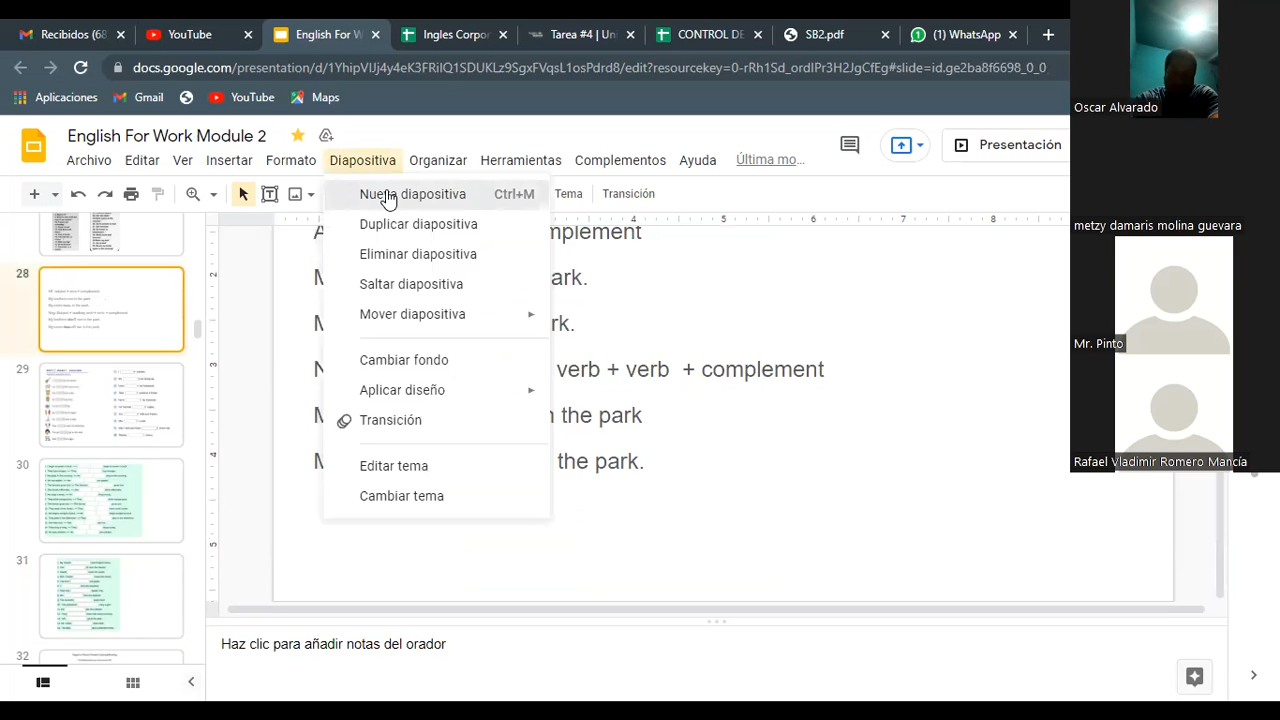 Recibidos (68
YouTube
English For W
Ingles Corpor
Tarea #4 | Un
CONTROL DE
SB2.pdf
(1) WhatsApp
docs.google.com/presentation/d/1YhipVlJj4y4eK3FRiIQ1SDUKLz9gxFVqsL1osPdrd8/edit?resourcekey=0-rRh1Sd_ordIPr3H2JgCfEg#slide=id.ge2ba8f6698_0_0
Aplicaciones
Gmail
YouTube
Maps
English For Work Module 2
Archivo
Editar
Ver
Insertar
Formato
Diapositiva
Organizar
Herramientas
Complementos
Ayuda
Última mo...
Presentación
Tema
Transición
Nueva diapositiva Ctrl+M
Duplicar diapositiva
Eliminar diapositiva
Saltar diapositiva
Mover diapositiva
Cambiar fondo
Aplicar diseño
Transición
Editar tema
Cambiar tema
mplement
ark.
rk.
verb + verb + complement
the park
the park.
28
29
30
31
32
Haz clic para añadir notas del orador
Oscar Alvarado
metzy damaris molina guevara
Mr. Pinto
Rafael Vladimir Romero Mancía